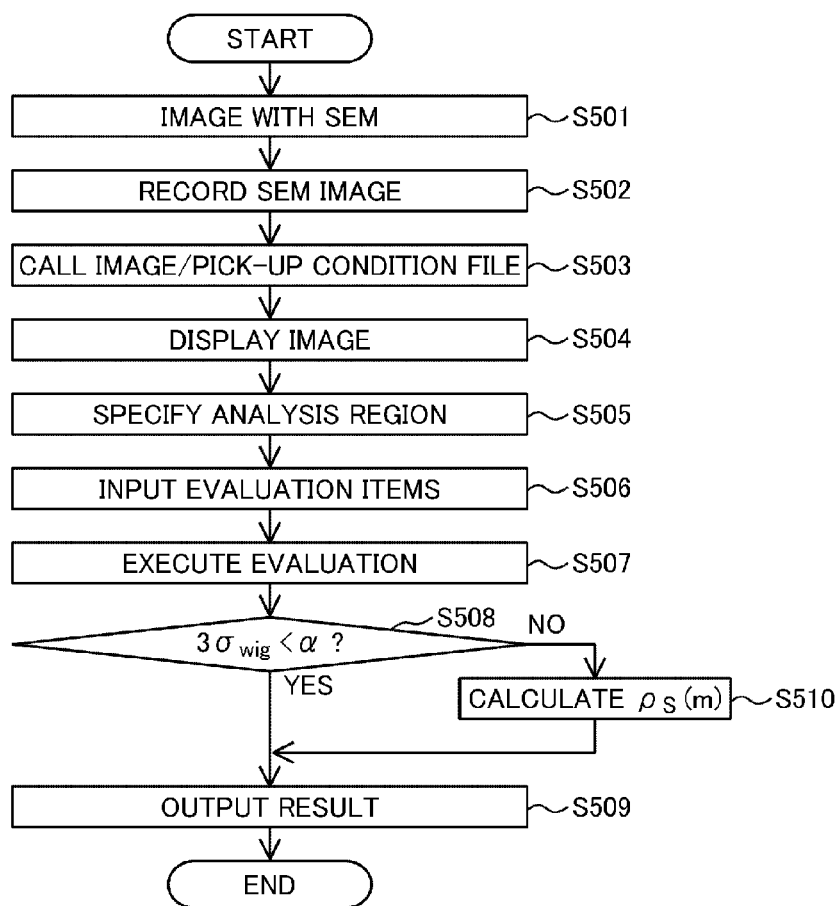 START
IMAGE WITH SEM S501
RECORD SEM IMAGE S502
CALL IMAGE/PICK-UP CONDITION FILE S503
DISPLAY IMAGE S504
SPECIFY ANALYSIS REGION S505
INPUT EVALUATION ITEMS S506
EXECUTE EVALUATION S507
S508
3σwig<α ? NO
YES
CALCULATE ρS(m) S510
OUTPUT RESULT S509
END